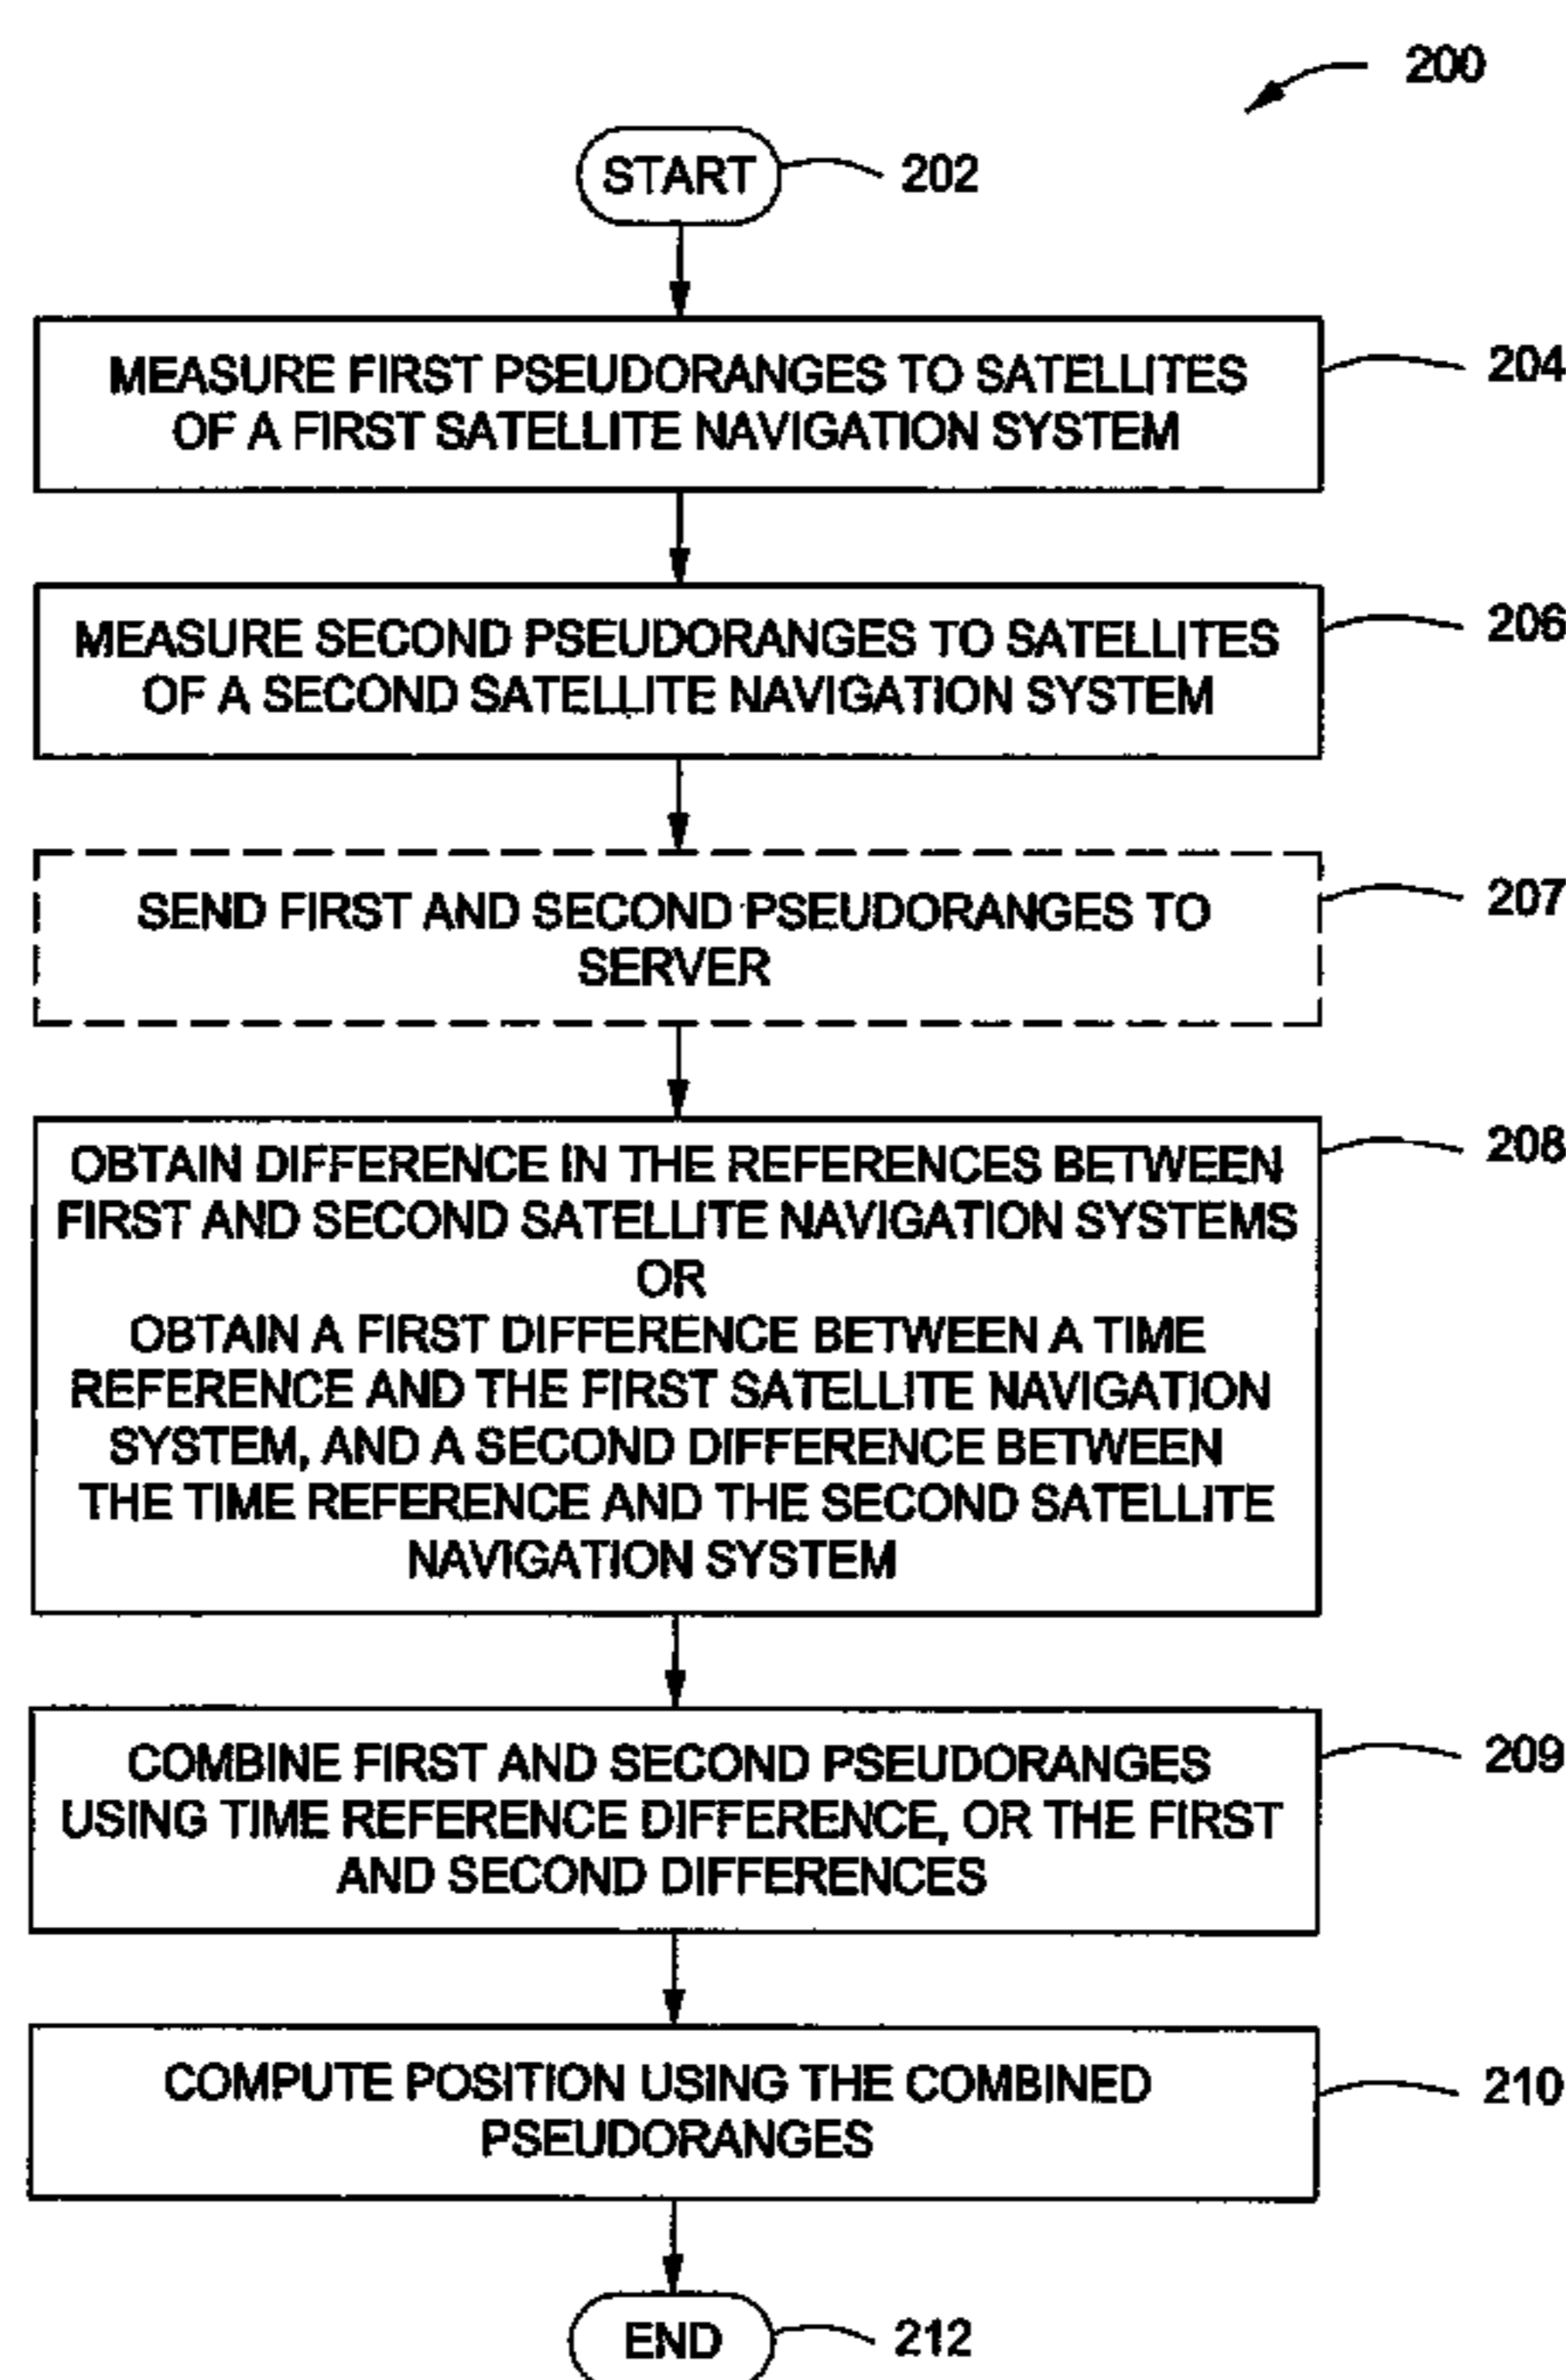 200
START
202
MEASURE FIRST PSEUDORANGES TO SATELLITES
OF A FIRST SATELLITE NAVIGATION SYSTEM
204
MEASURE SECOND PSEUDORANGES TO SATELLITES
OF A SECOND SATELLITE NAVIGATION SYSTEM
206
SEND FIRST AND SECOND PSEUDORANGES TO
SERVER
207
OBTAIN DIFFERENCE IN THE REFERENCES BETWEEN
FIRST AND SECOND SATELLITE NAVIGATION SYSTEMS
OR
OBTAIN A FIRST DIFFERENCE BETWEEN A TIME
REFERENCE AND THE FIRST SATELLITE NAVIGATION
SYSTEM, AND A SECOND DIFFERENCE BETWEEN
THE TIME REFERENCE AND THE SECOND SATELLITE
NAVIGATION SYSTEM
208
COMBINE FIRST AND SECOND PSEUDORANGES
USING TIME REFERENCE DIFFERENCE, OR THE FIRST
AND SECOND DIFFERENCES
209
COMPUTE POSITION USING THE COMBINED
PSEUDORANGES
210
END
212